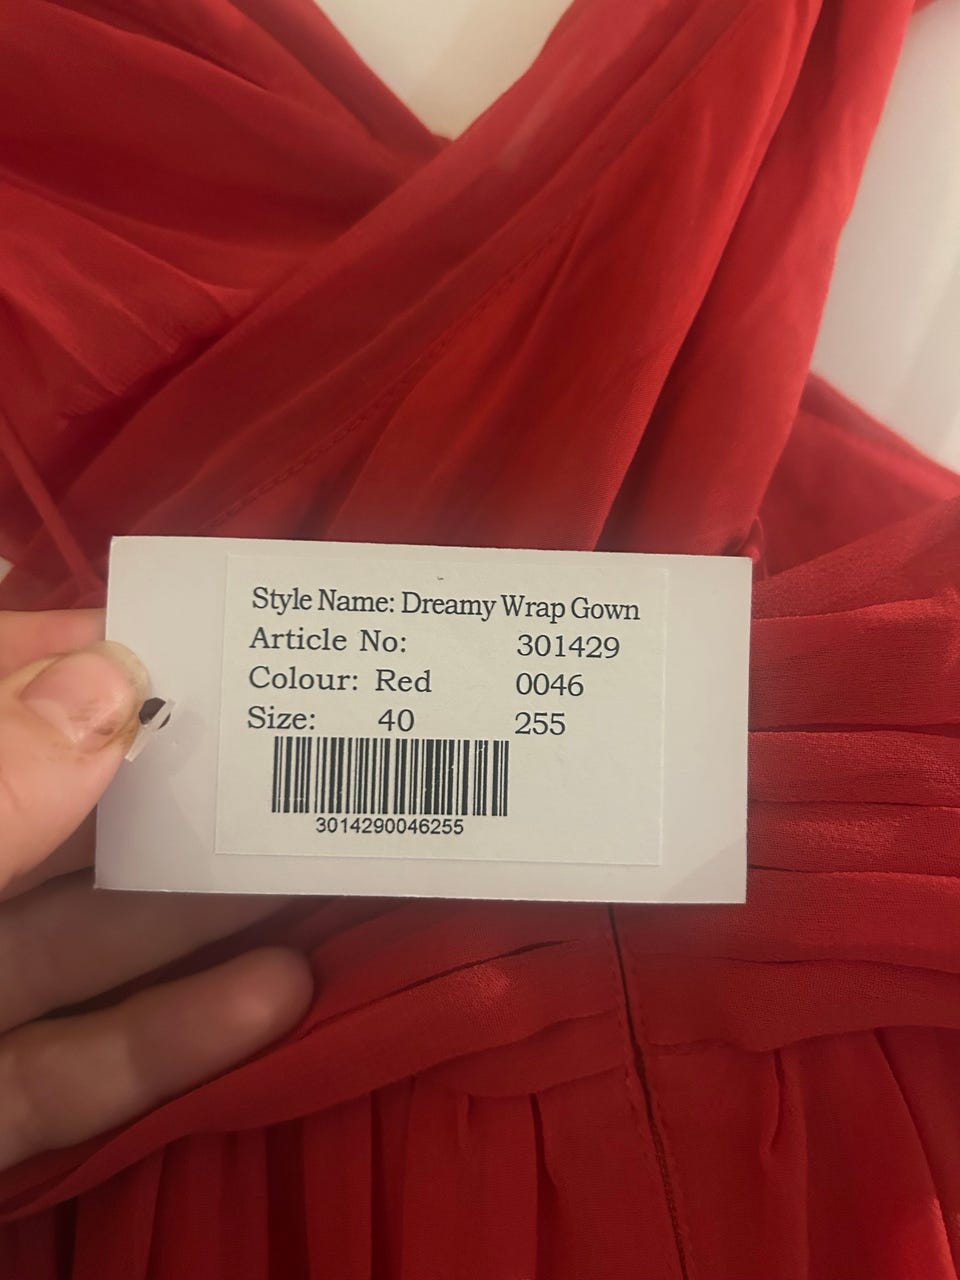 Style Name: Dreamy Wrap Gown
Article No: 301429
Colour: Red 0046
Size: 40 255
3014290046255